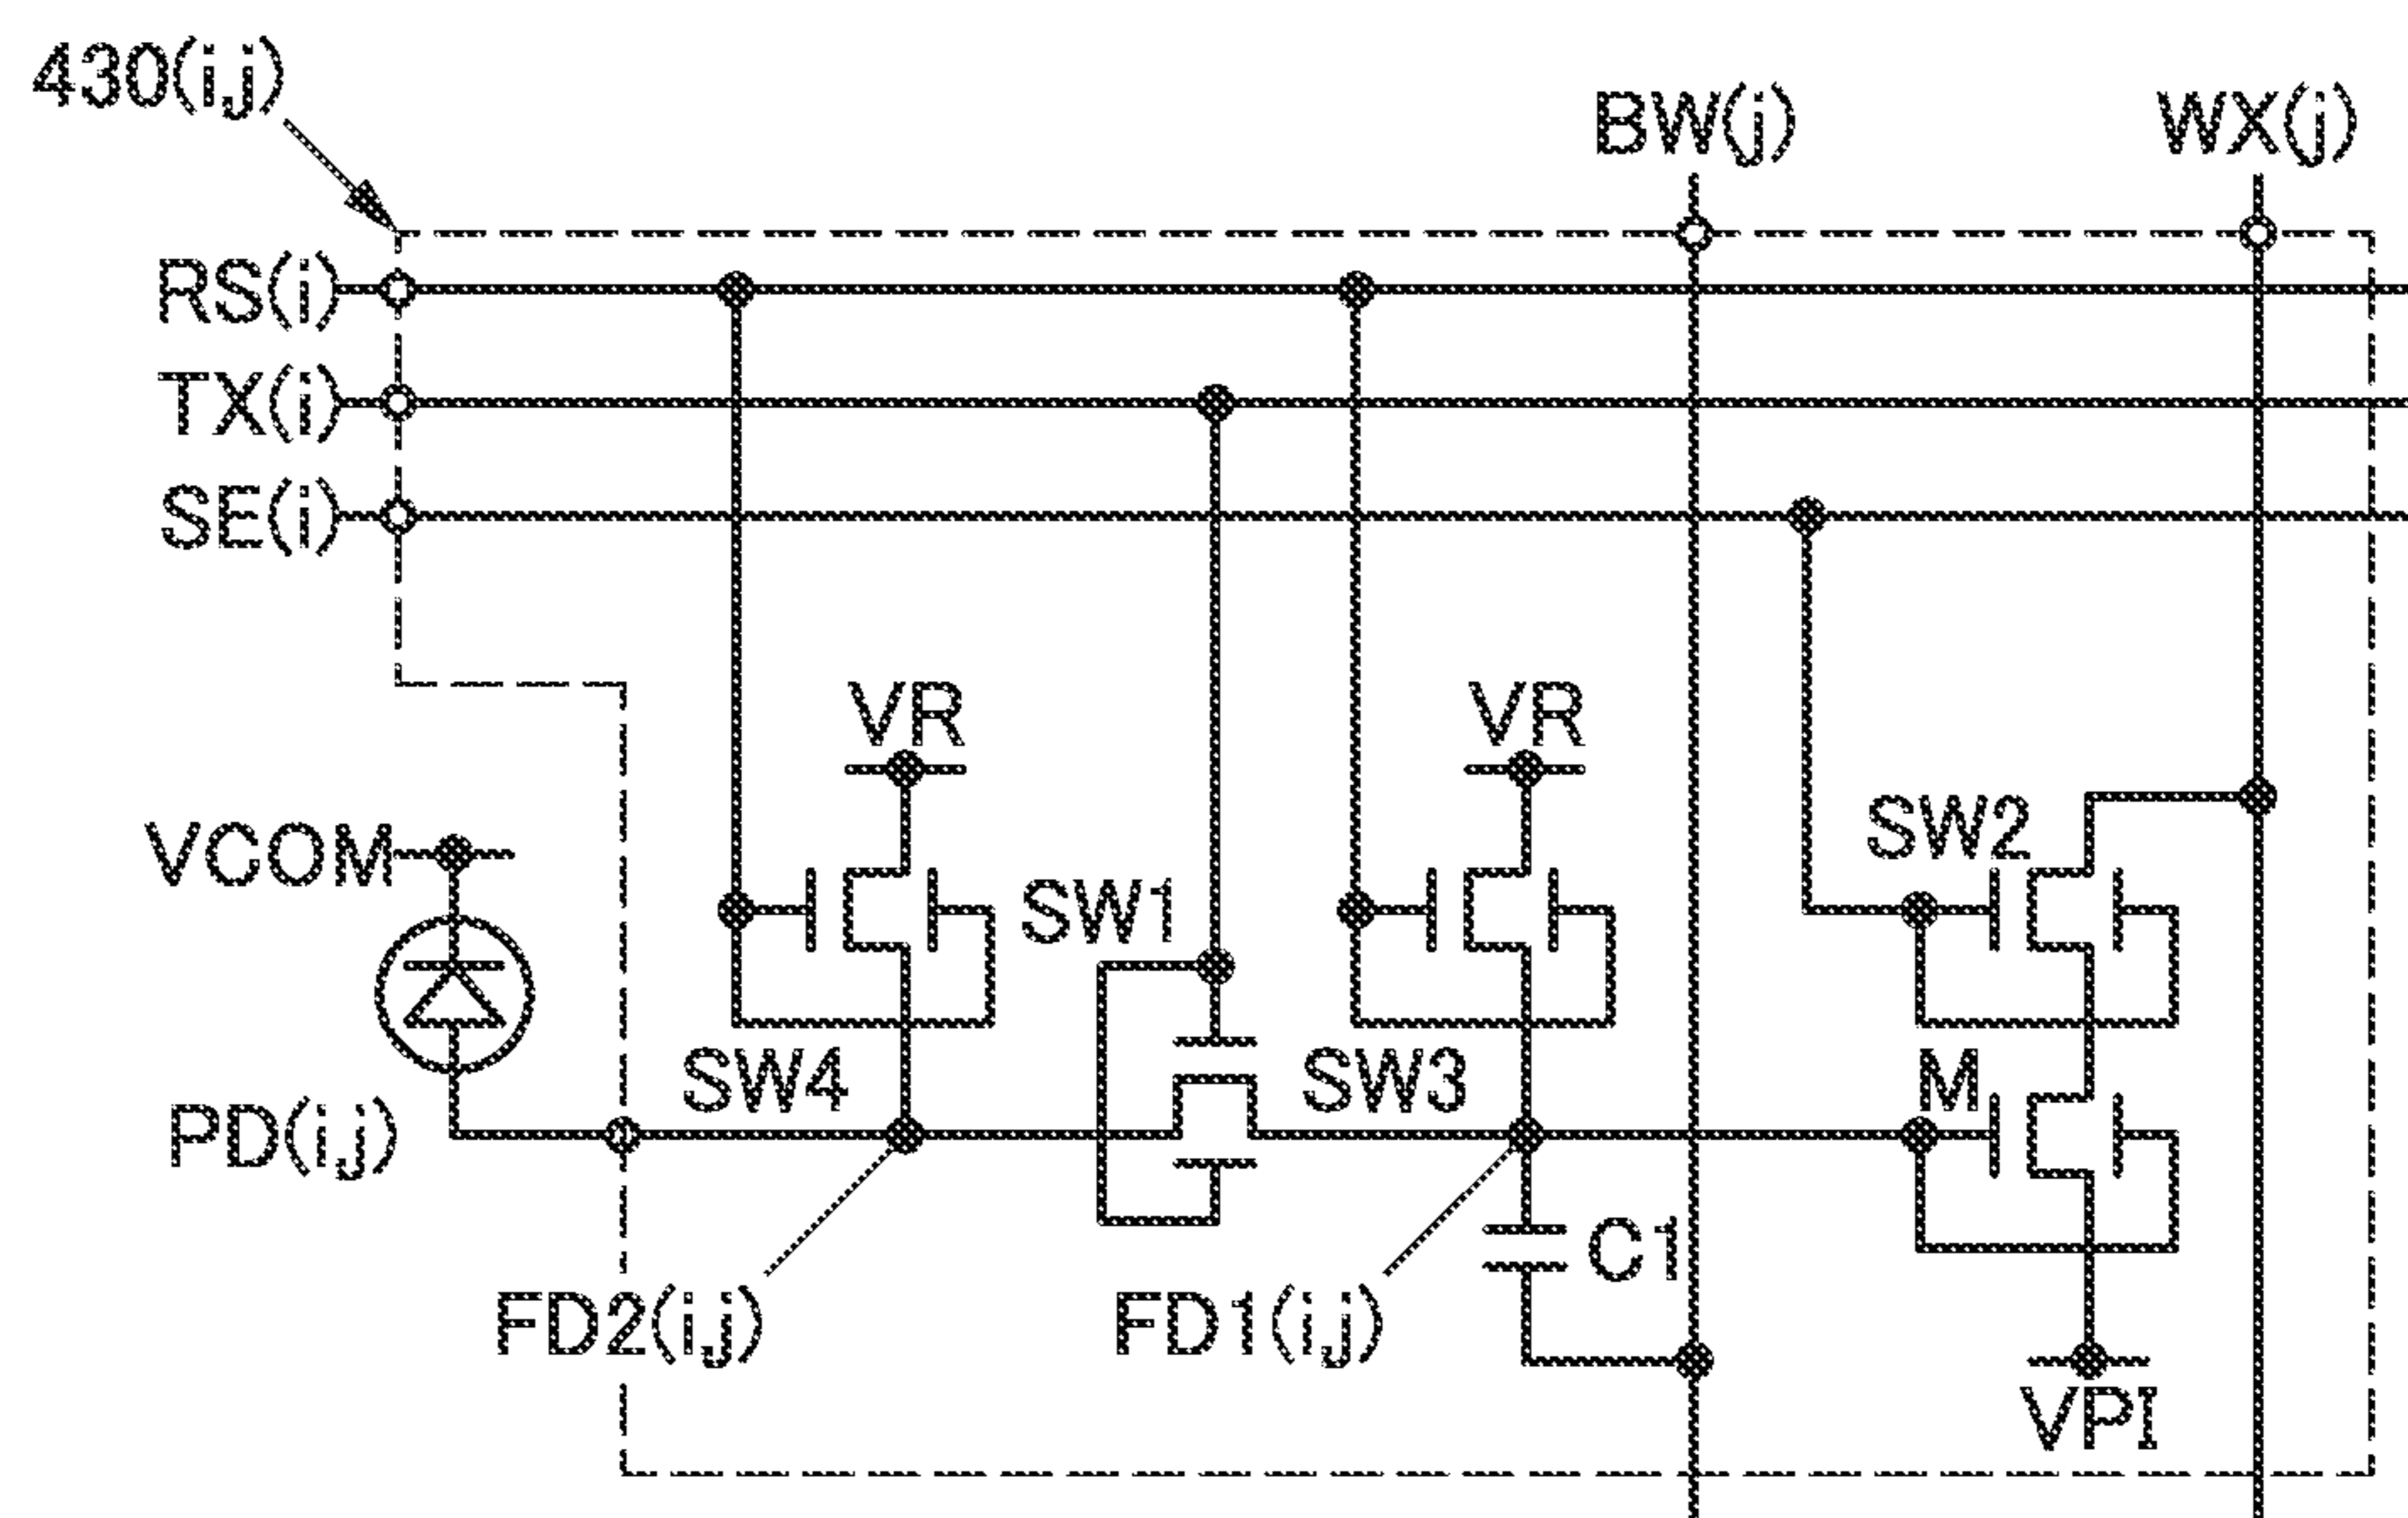 430(i,j)
BW(j)
WX(j)
RS(i)
TX(i)
SE(i)
VR
VR
VCOM
SW2
SW1
SW4
SW3
M
PD(i,j)
C1
FD2(i,j)
FD1(i,j)
VPI